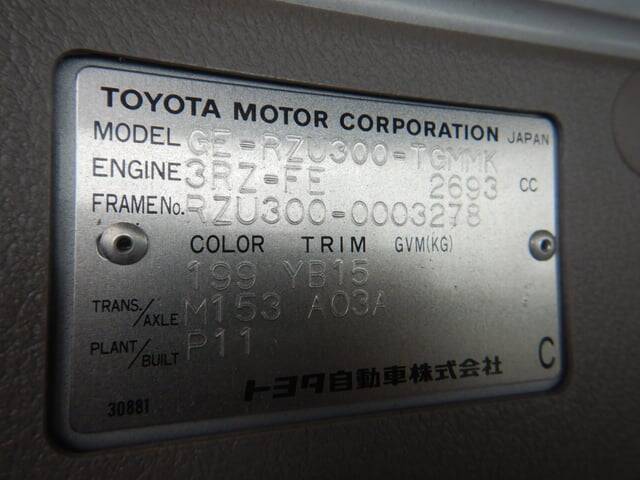 TOYOTA MOTOR CORPORATION JAPAN
MODEL GE-RZU300-TGMMK
ENGINE 3RZ-FE 2693 CC
FRAME No. RZU300-0003278
COLOR TRIM GVM(KG)
199 YB15
TRANS./AXLE M153 A03A
PLANT/BUILT P11
トヨタ自動車株式会社 C
30881